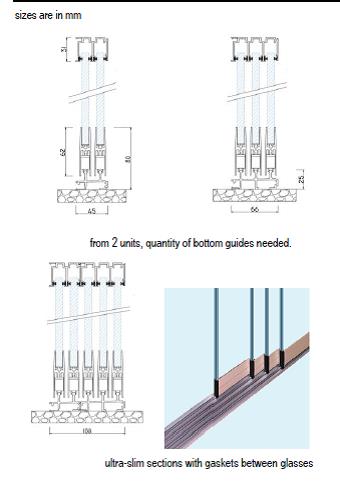 sizes are in mm
31
62
80
45
25
66
from 2 units, quantity of bottom guides needed.
108
ultra-slim sections with gaskets between glasses